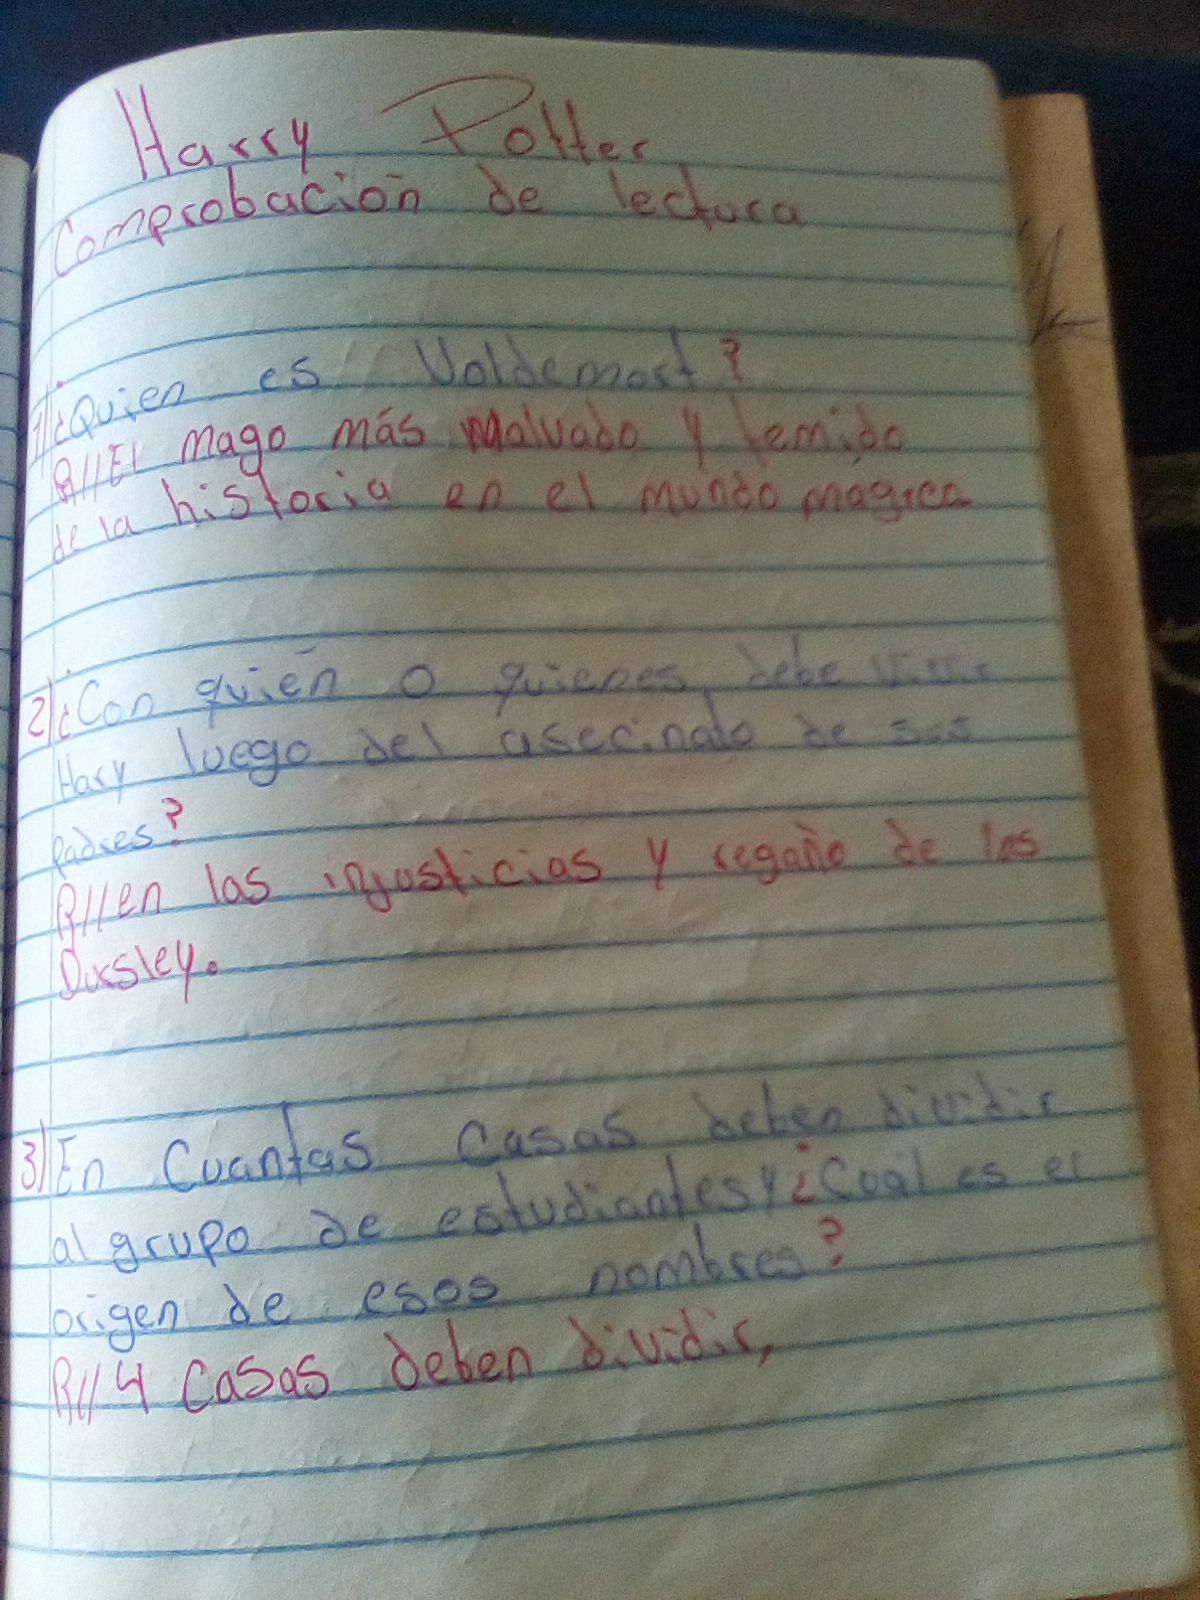 Harry Potter
Comprobación de lectura
1) ¿Quien es Voldemort?
R// El mago más malvado y temido
de la historia en el mundo mágica
2) ¿Con quién o quienes debe vivir
Hary luego del asecinato de sus
padres?
R// en las injusticias y regaño de los
Dursley.
3) En Cuantas Casas deben dividir
al grupo de estudiantes y ¿Cual es el
origen de esos nombres?
R// 4 Casas deben dividir,